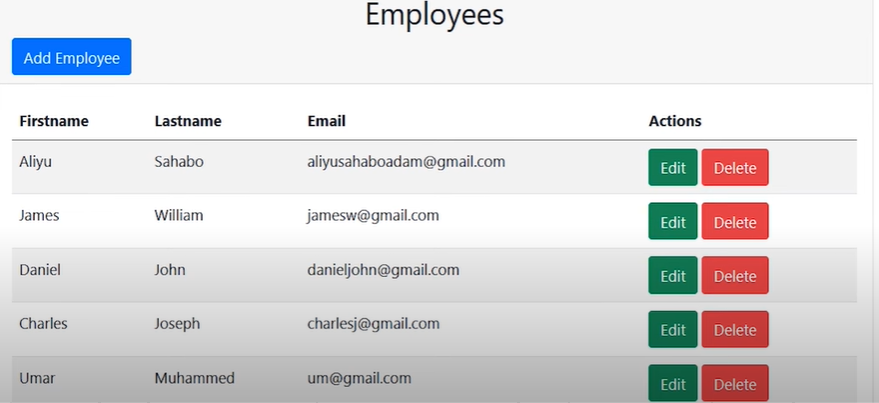 Employees
Add Employee
Firstname Lastname Email Actions
Aliyu Sahabo aliyusahaboadam@gmail.com Edit Delete
James William jamesw@gmail.com Edit Delete
Daniel John danieljohn@gmail.com Edit Delete
Charles Joseph charlesj@gmail.com Edit Delete
Umar Muhammed um@gmail.com Edit Delete